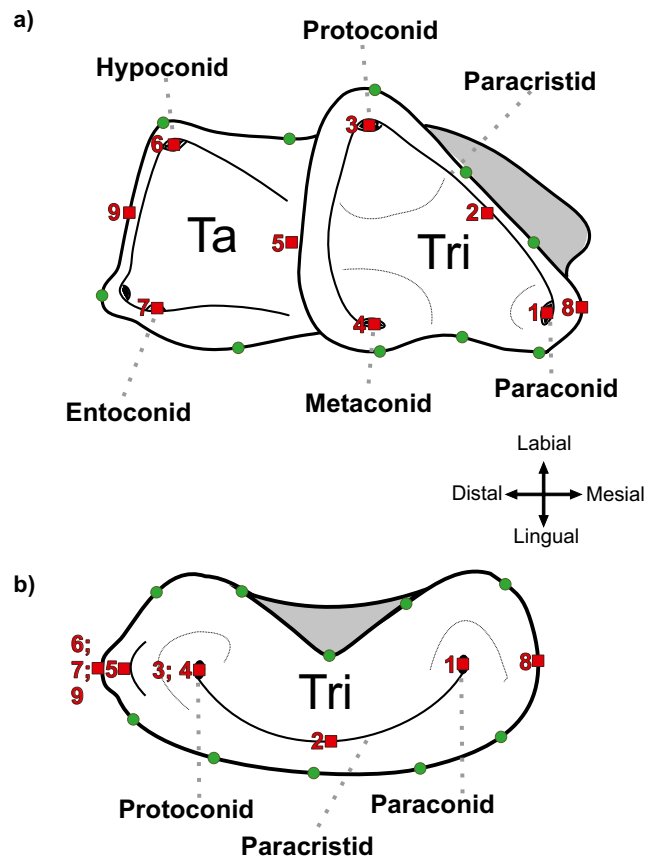 a)
Protoconid
Hypoconid
Paracristid
3
6
9
2
Ta
5
Tri
7
4
1
8
Entoconid
Metaconid
Paraconid
Labial
Distal
Mesial
Lingual
b)
6;
7;
9
5
3; 4
1
8
Tri
2
Protoconid
Paraconid
Paracristid